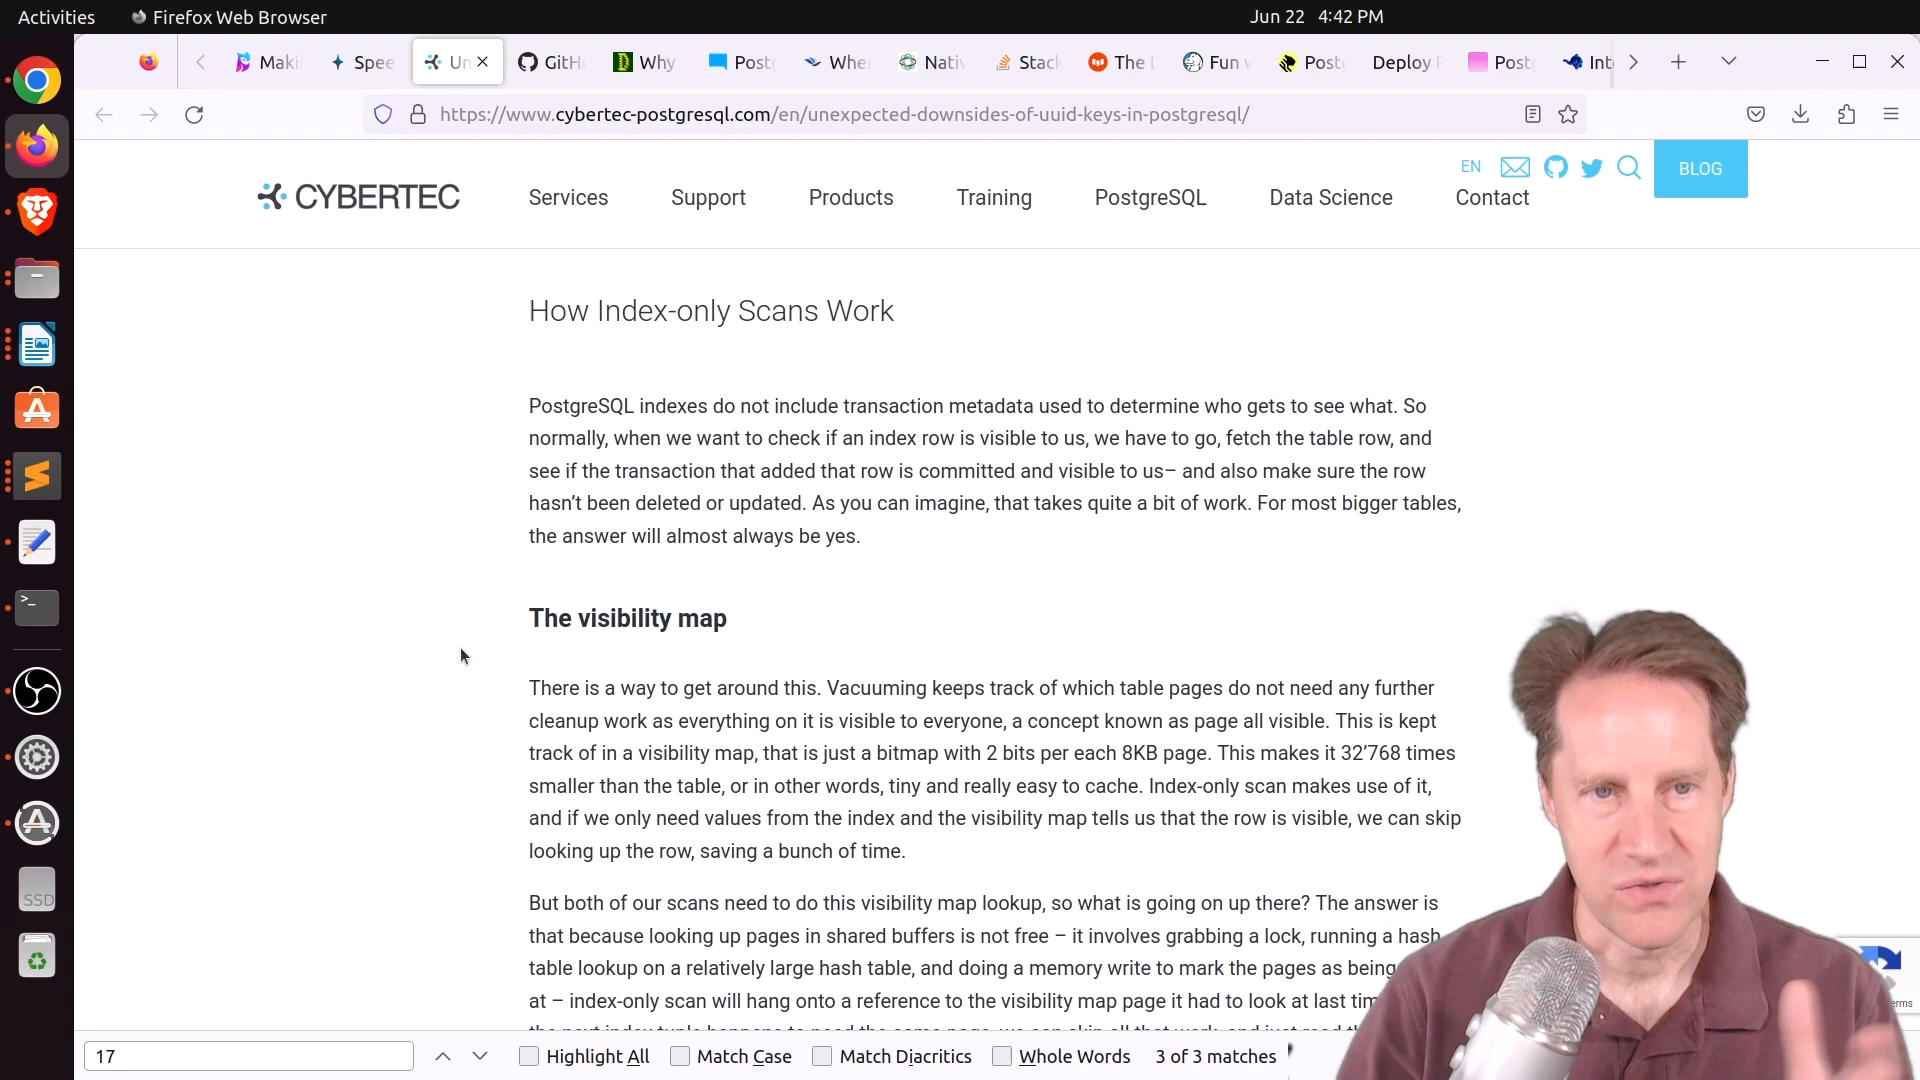 Activities
Firefox Web Browser
Jun 22 4:42 PM
Maki
Spee
Un
GitH
Why
Postg
Whe
Nativ
Stack
The
Fun
Postg
Deploy
Postg
Int
https://www.cybertec-postgresql.com/en/unexpected-downsides-of-uuid-keys-in-postgresql/
EN
BLOG
CYBERTEC
Services
Support
Products
Training
PostgreSQL
Data Science
Contact
How Index-only Scans Work
PostgreSQL indexes do not include transaction metadata used to determine who gets to see what. So
normally, when we want to check if an index row is visible to us, we have to go, fetch the table row, and
see if the transaction that added that row is committed and visible to us– and also make sure the row
hasn’t been deleted or updated. As you can imagine, that takes quite a bit of work. For most bigger tables,
the answer will almost always be yes.
The visibility map
There is a way to get around this. Vacuuming keeps track of which table pages do not need any further
cleanup work as everything on it is visible to everyone, a concept known as page all visible. This is kept
track of in a visibility map, that is just a bitmap with 2 bits per each 8KB page. This makes it 32’768 times
smaller than the table, or in other words, tiny and really easy to cache. Index-only scan makes use of it,
and if we only need values from the index and the visibility map tells us that the row is visible, we can skip
looking up the row, saving a bunch of time.
But both of our scans need to do this visibility map lookup, so what is going on up there? The answer is
that because looking up pages in shared buffers is not free – it involves grabbing a lock, running a hash
table lookup on a relatively large hash table, and doing a memory write to mark the pages as being
at – index-only scan will hang onto a reference to the visibility map page it had to look at last tim
SSD
17
Highlight All
Match Case
Match Diacritics
Whole Words
3 of 3 matches